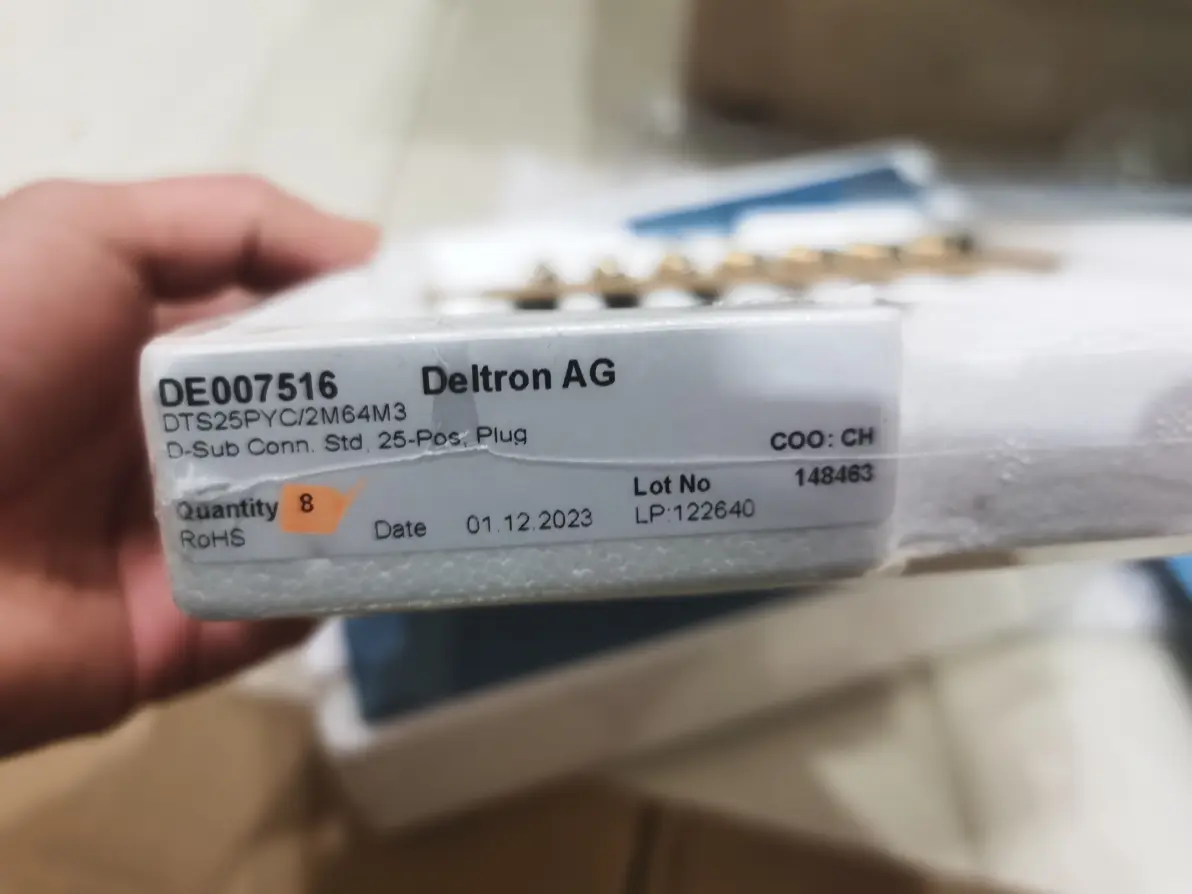 DE007516 Deltron AG
DTS25PYC/2M64M3
D-Sub Conn. Std, 25-Pos, Plug
COO: CH
Quantity 8 Lot No 148463
RoHS Date 01.12.2023 LP:122640